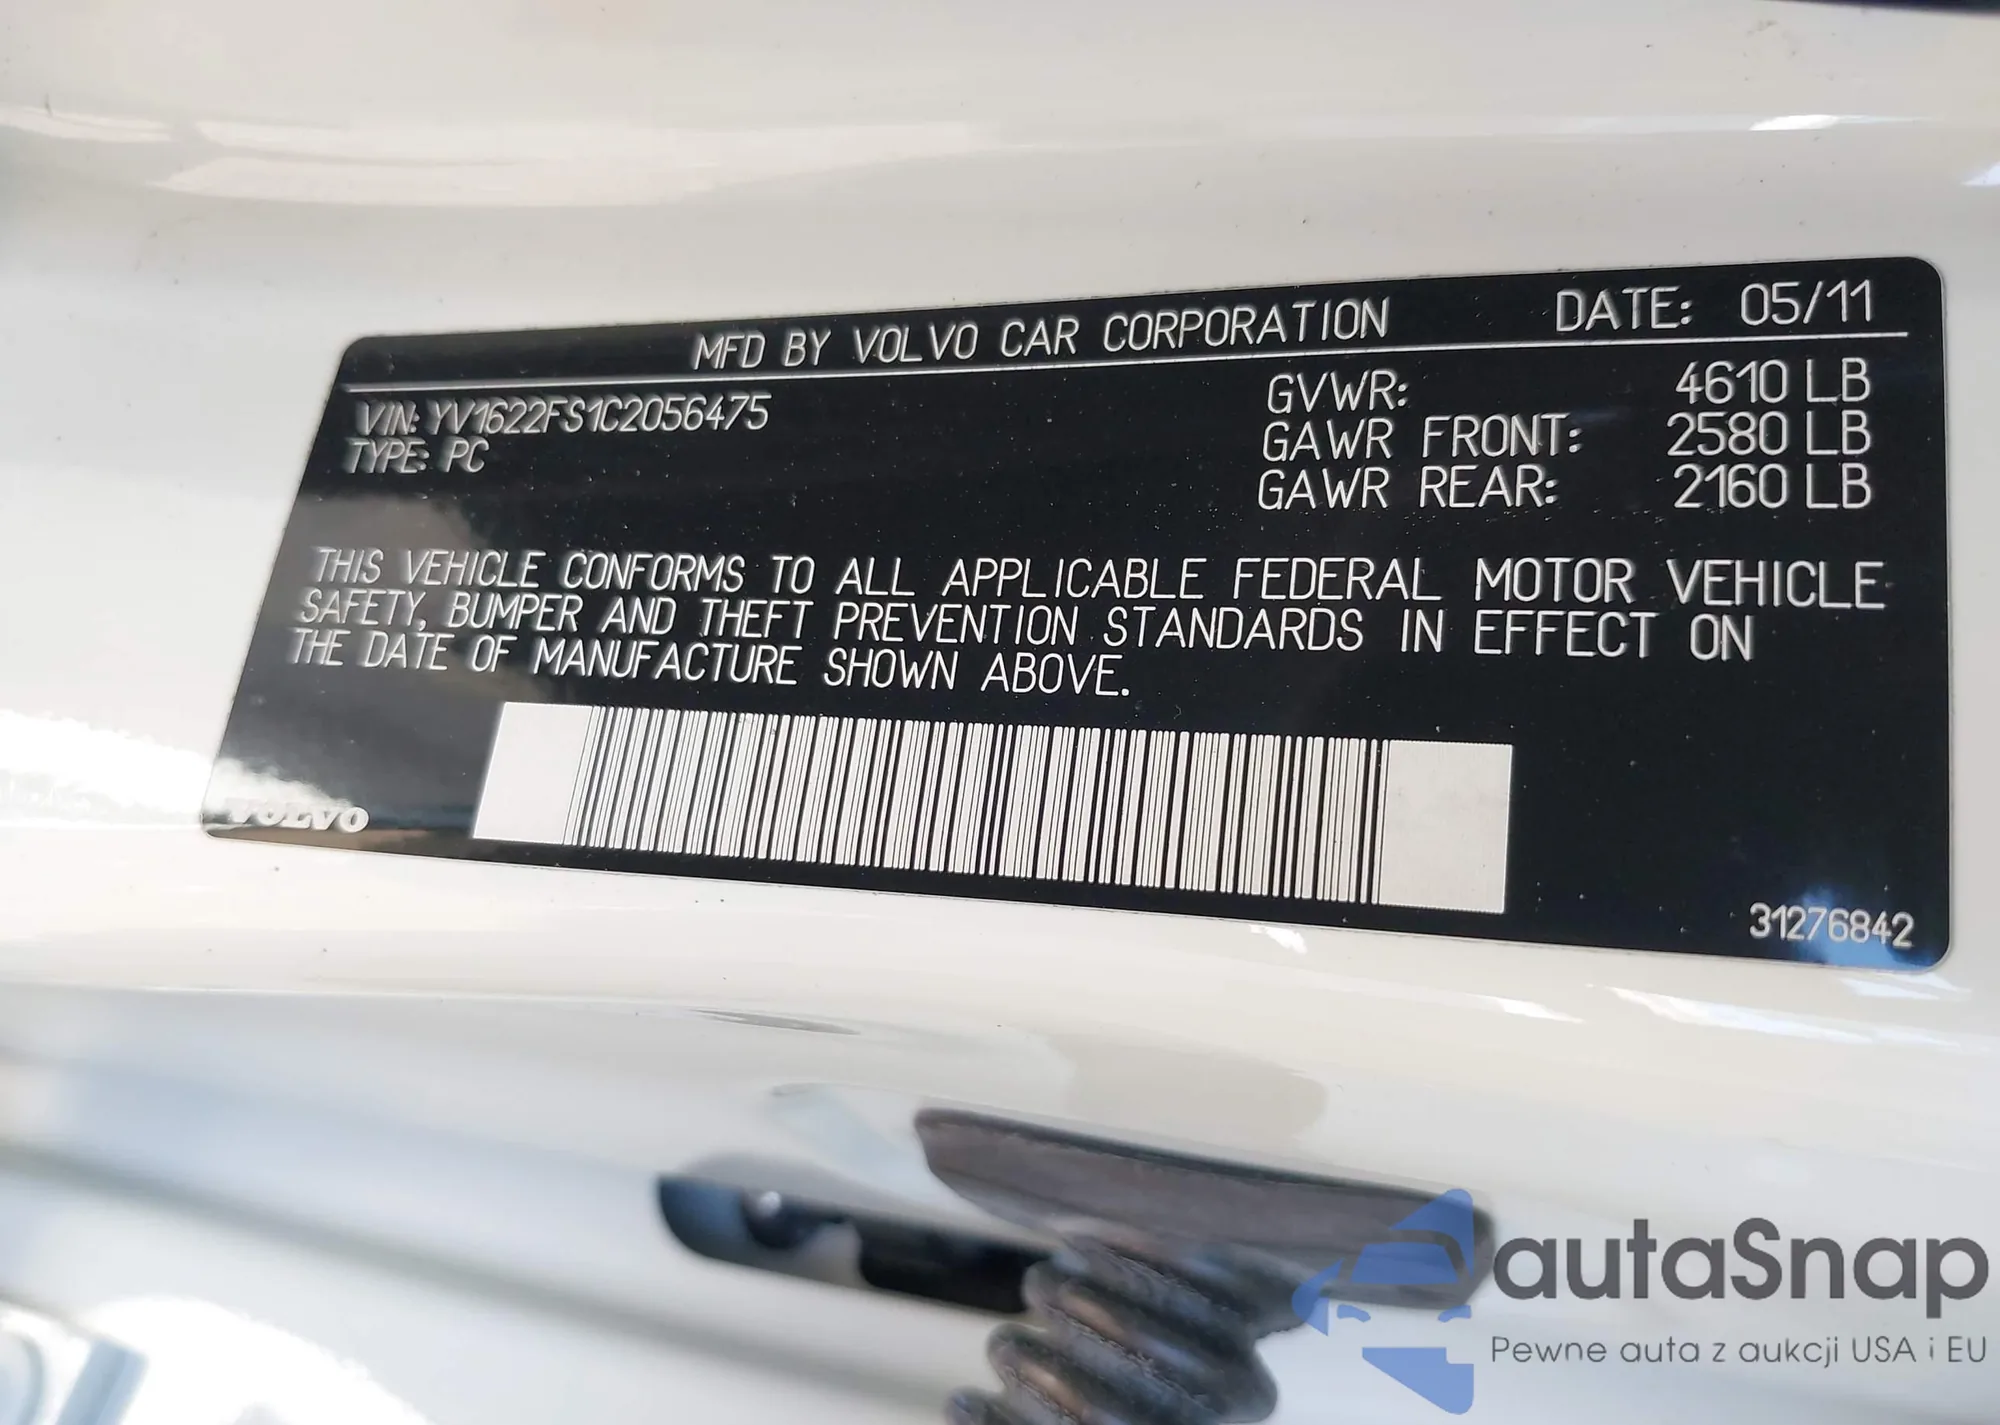 MFD BY VOLVO CAR CORPORATION DATE: 05/11
VIN: YV1622FS1C2056475
TYPE: PC
GVWR: 4610 LB
GAWR FRONT: 2580 LB
GAWR REAR: 2160 LB
THIS VEHICLE CONFORMS TO ALL APPLICABLE FEDERAL MOTOR VEHICLE
SAFETY, BUMPER AND THEFT PREVENTION STANDARDS IN EFFECT ON
THE DATE OF MANUFACTURE SHOWN ABOVE.
VOLVO
31276842
autaSnap
Pewne auta z aukcji USA i EU